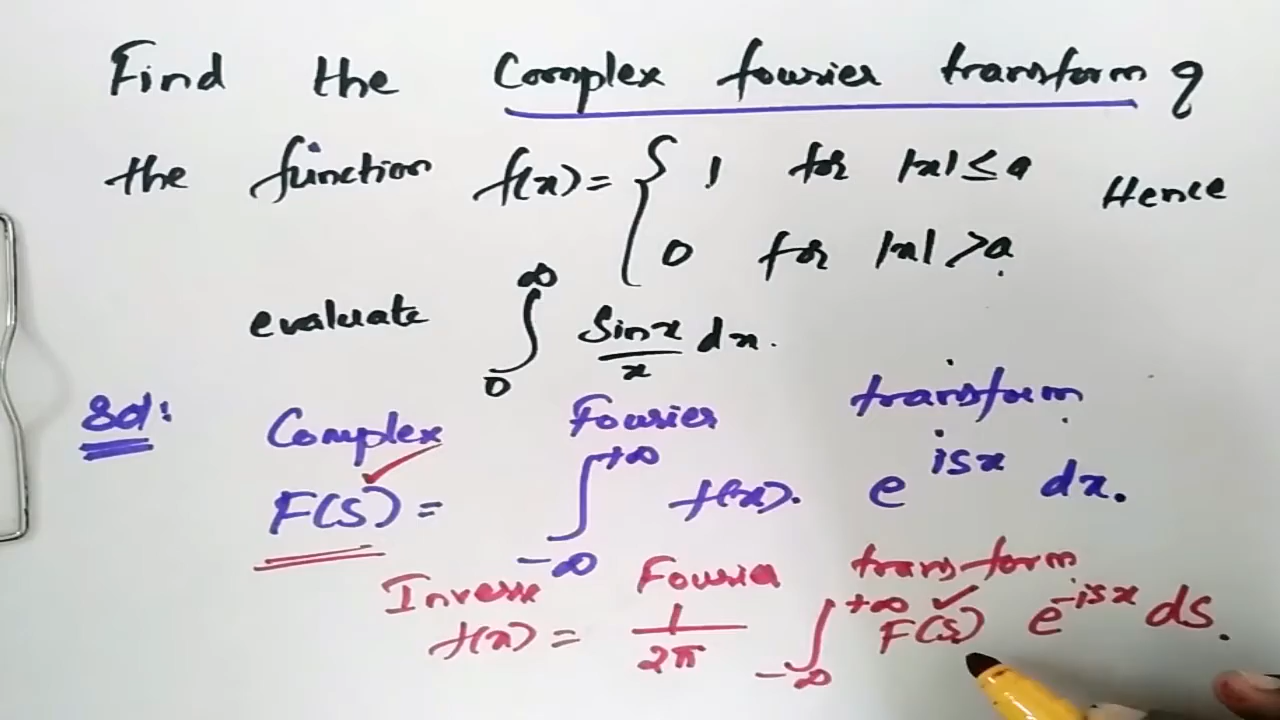 Find the Complex fourier transform of
the function f(x) = { 1 for |x| ≤ a Hence
0 for |x| > a.
evaluate ∫₀^∞ sinx/x dx.
Sol: Complex Fourier transform
F(s) = ∫_{-∞}^{+∞} f(x). e^{isx} dx.
Inverse Fourier transform
f(x) = 1/2π ∫_{-∞}^{+∞} F(s) e^{-isx} ds.